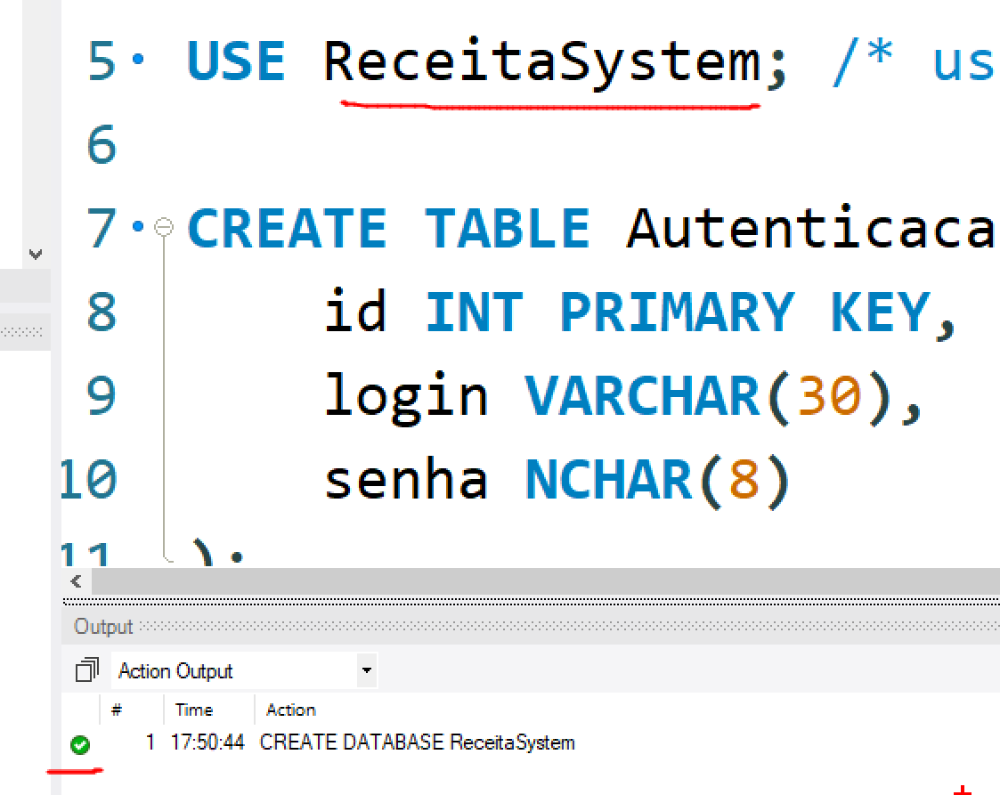 5 USE ReceitaSystem; /* us
6
7 CREATE TABLE Autenticaca
8 id INT PRIMARY KEY,
9 login VARCHAR(30),
10 senha NCHAR(8)
11 );
Output
Action Output
# Time Action
1 17:50:44 CREATE DATABASE ReceitaSystem